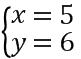 x = 5
y = 6